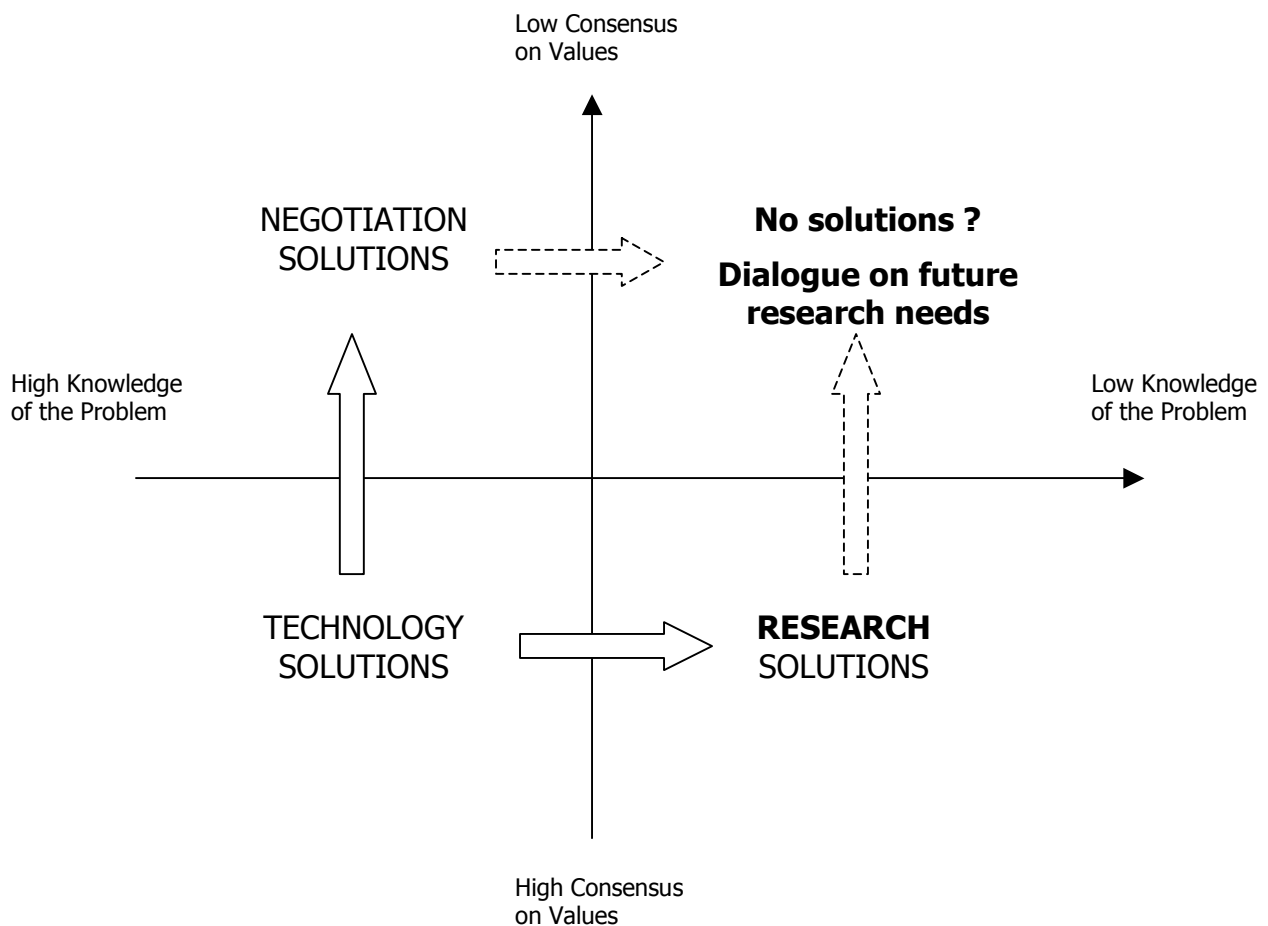 Low Consensus
on Values
NEGOTIATION
SOLUTIONS
No solutions ?
Dialogue on future
research needs
High Knowledge
of the Problem
Low Knowledge
of the Problem
TECHNOLOGY
SOLUTIONS
RESEARCH
SOLUTIONS
High Consensus
on Values